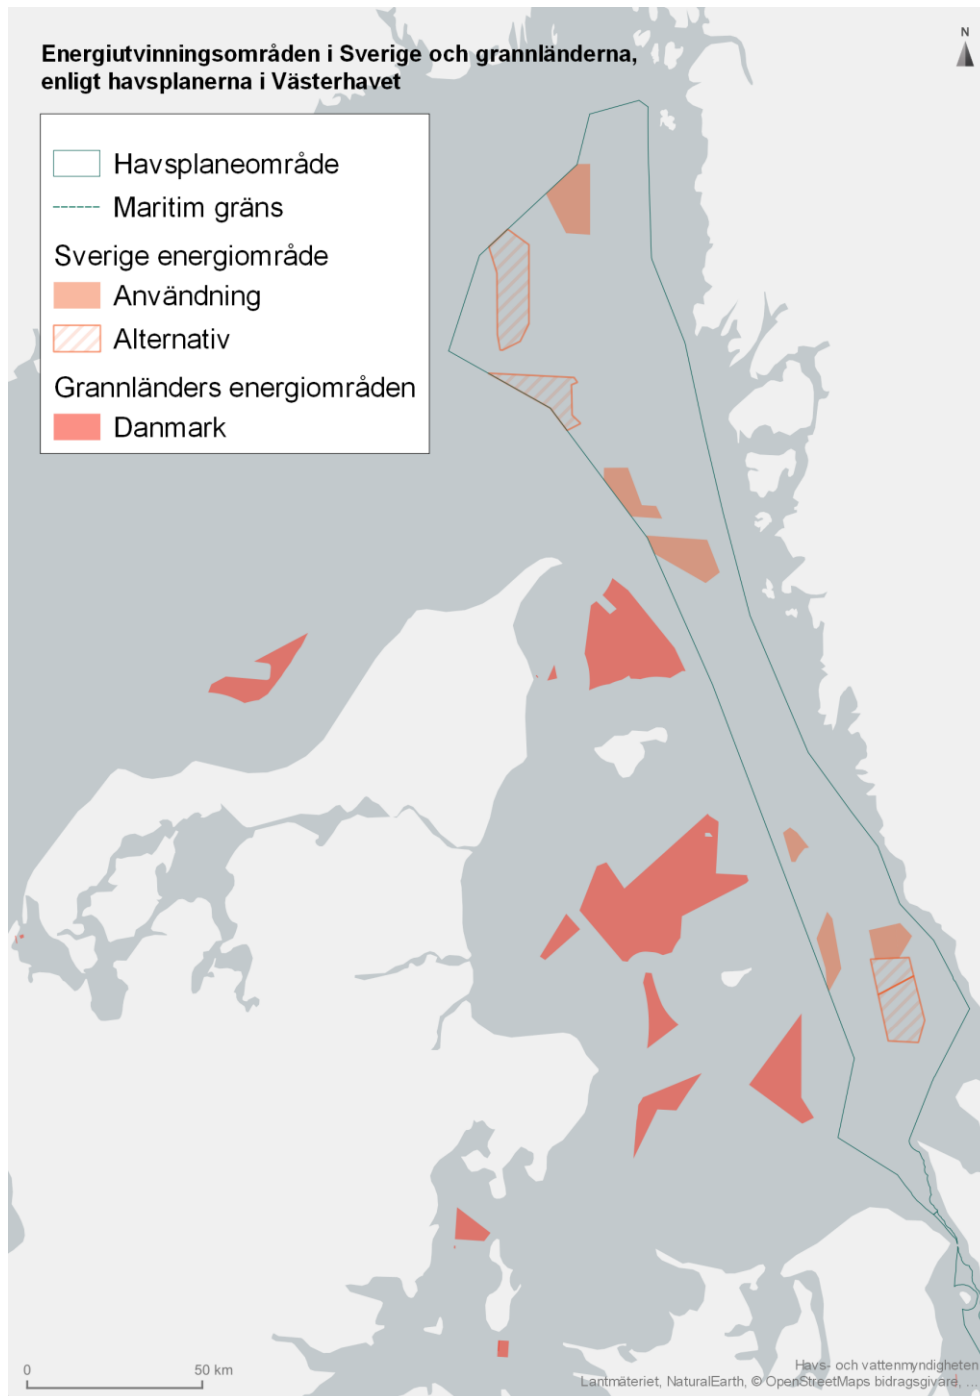 Energiutvinningsområden i Sverige och grannländerna,
enligt havsplanerna i Västerhavet
N
Havsplaneområde
Maritim gräns
Sverige energiområde
Användning
Alternativ
Grannländers energiområden
Danmark
0 50 km
Havs- och vattenmyndigheten
Lantmäteriet, NaturalEarth, © OpenStreetMaps bidragsgivare, ...